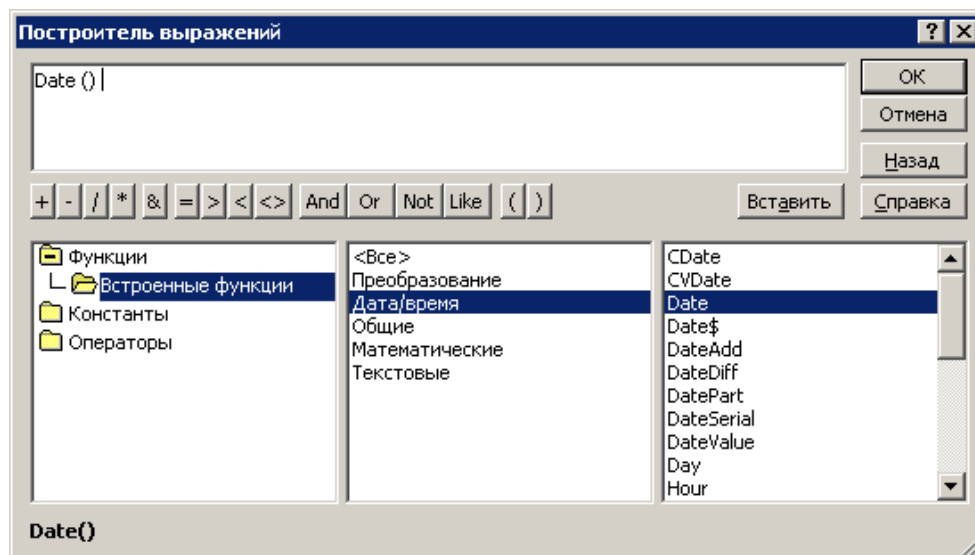 Построитель выражений
Date ()
OK
Отмена
Назад
+ - / * & = > < <> And Or Not Like ( ) Вставить Справка
Функции
Встроенные функции
Константы
Операторы
<Все>
Преобразование
Дата/время
Общие
Математические
Текстовые
CDate
CVDate
Date
Date$
DateAdd
DateDiff
DatePart
DateSerial
DateValue
Day
Hour
Date()